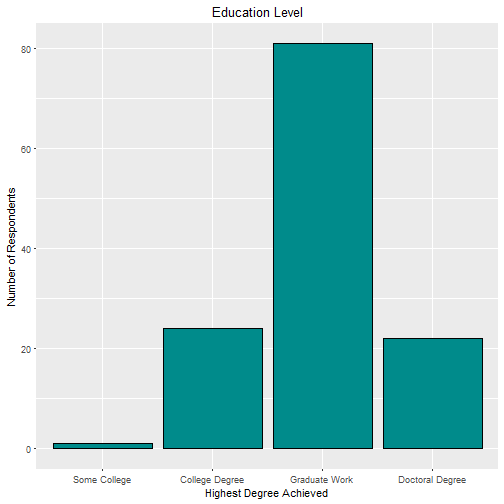 Education Level
Number of Respondents
80
60
40
20
0
Some College
College Degree
Graduate Work
Doctoral Degree
Highest Degree Achieved